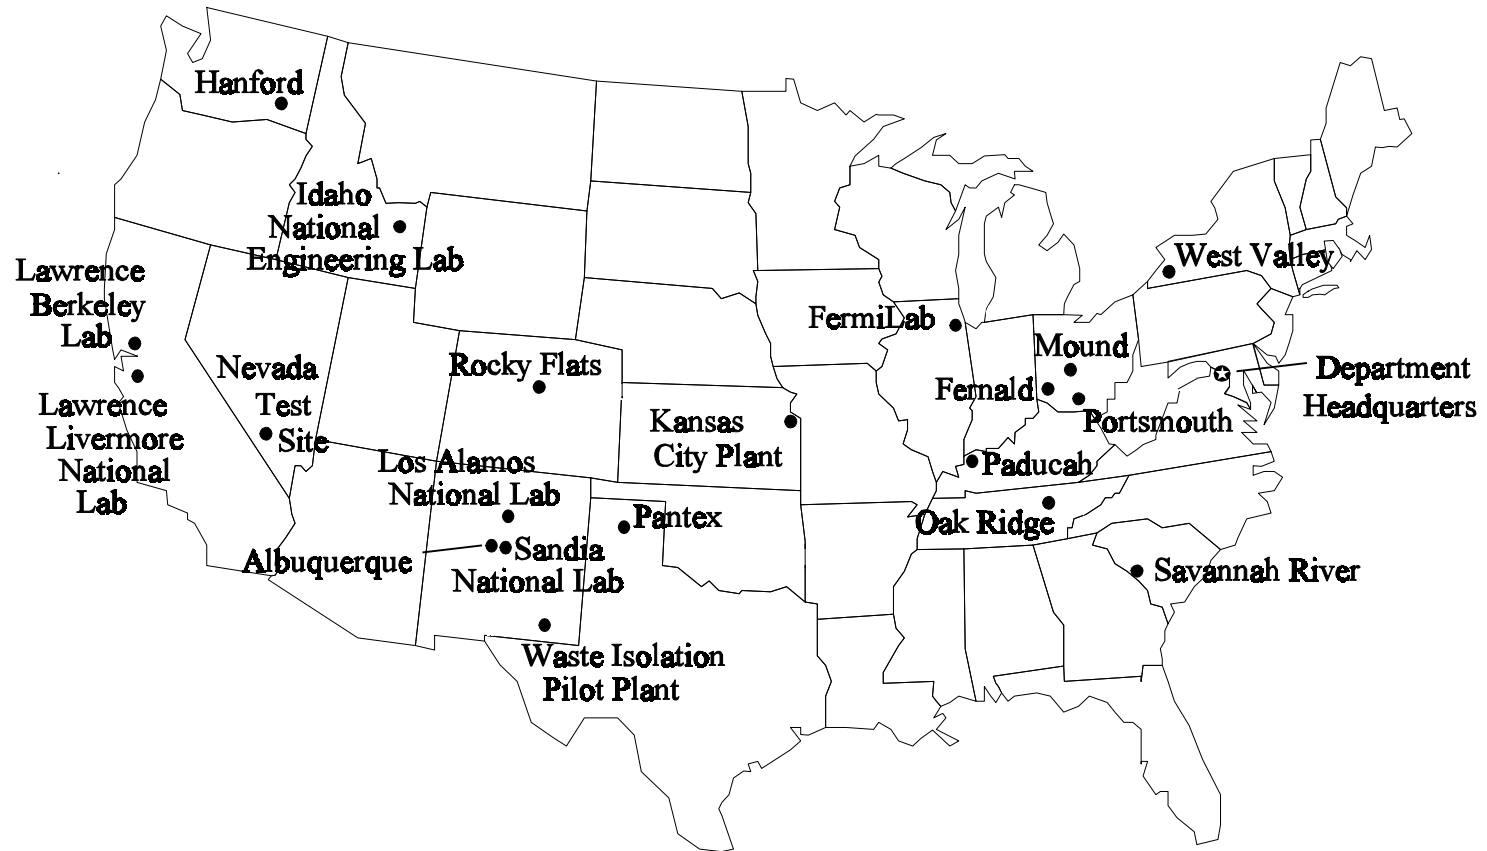 Hanford
Idaho
National
Engineering Lab
Lawrence
Berkeley
Lab
Lawrence
Livermore
National
Lab
Nevada
Test
Site
Rocky Flats
Los Alamos
National Lab
Albuquerque
Sandia
National Lab
Pantex
Waste Isolation
Pilot Plant
Kansas
City Plant
FermiLab
Mound
Fernald
Portsmouth
Paducah
Oak Ridge
West Valley
Department
Headquarters
Savannah River